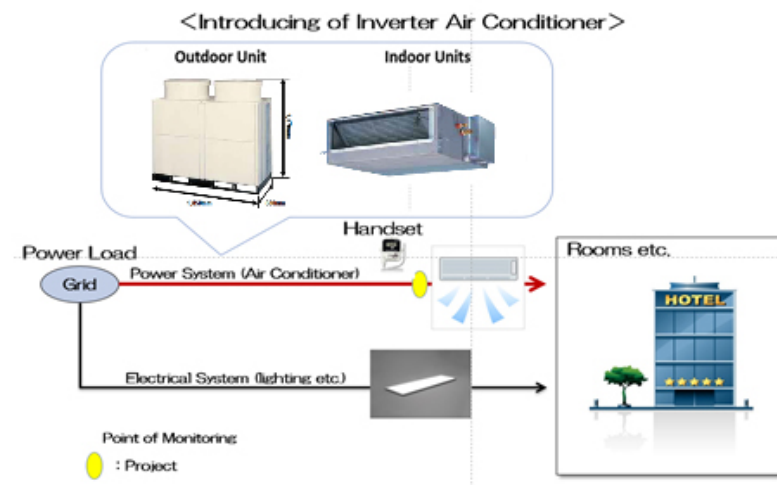 <Introducing of Inverter Air Conditioner>
Outdoor Unit
Indoor Units
Handset
Power Load
Rooms etc.
Grid
Power System (Air Conditioner)
HOTEL
Electrical System (lighting etc.)
Point of Monitoring
: Project